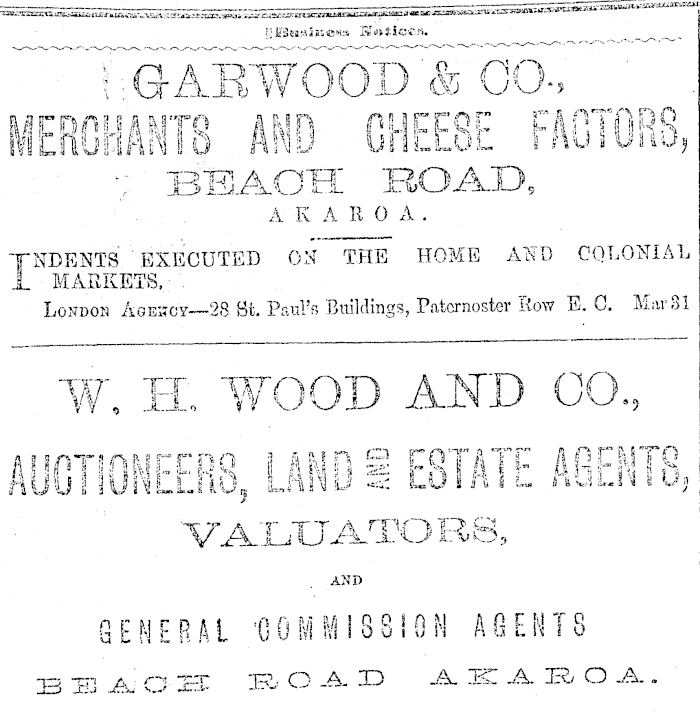 Business Notices.
GARWOOD & CO.,
MERCHANTS AND CHEESE FACTORS,
BEACH ROAD,
AKAROA.
INDENTS EXECUTED ON THE HOME AND COLONIAL
MARKETS.
LONDON AGENCY—28 St. Paul's Buildings, Paternoster Row E. C. Mar 31
W. H. WOOD AND CO.,
AUCTIONEERS, LAND AND ESTATE AGENTS,
VALUATORS,
AND
GENERAL COMMISSION AGENTS
BEACH ROAD AKAROA.